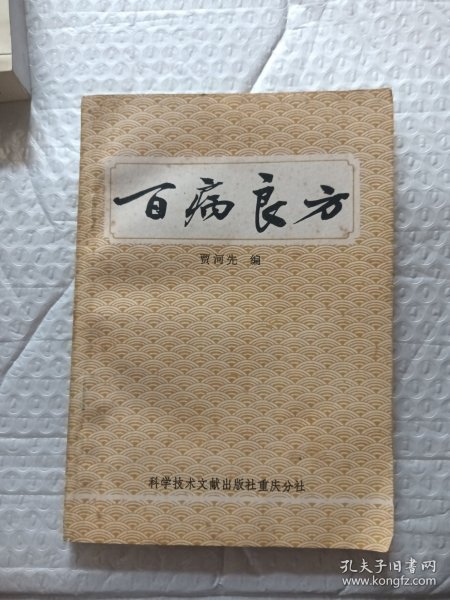 百病良方
贾河先 编
科学技术文献出版社重庆分社
孔夫子旧书网
www.kongfz.com